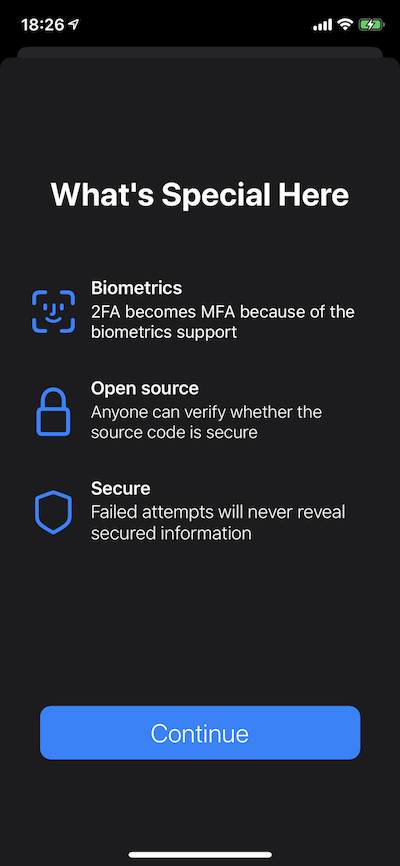 18:26
What's Special Here
Biometrics
2FA becomes MFA because of the
biometrics support
Open source
Anyone can verify whether the
source code is secure
Secure
Failed attempts will never reveal
secured information
Continue